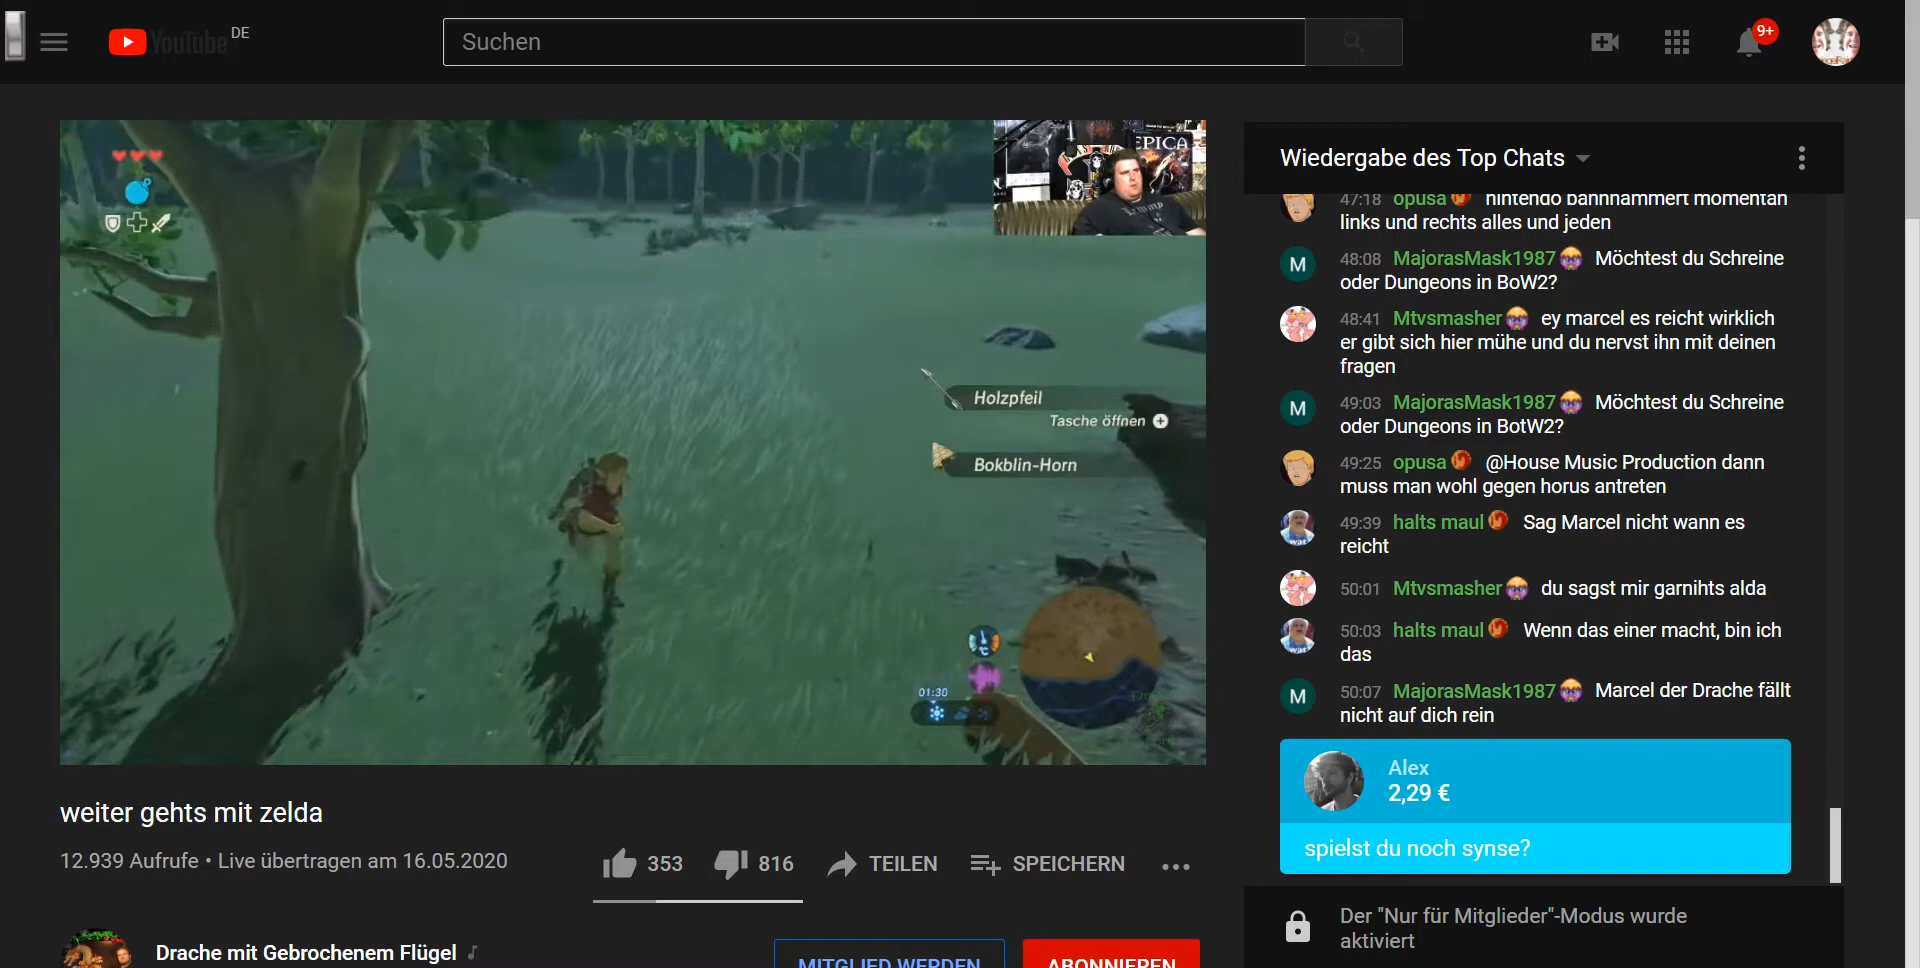 YouTube DE
Suchen
9+
EPICA
Holzpfeil
Tasche öffnen
Bokblin-Horn
01:30
°C
weiter gehts mit zelda
12.939 Aufrufe • Live übertragen am 16.05.2020
353
816
TEILEN
SPEICHERN
Drache mit Gebrochenem Flügel
MITGLIED WERDEN
ABONNIEREN
Wiedergabe des Top Chats
47:18 opusa nintendo bannhammert momentan
links und rechts alles und jeden
M
48:08 MajorasMask1987 Möchtest du Schreine
oder Dungeons in BoW2?
48:41 Mtvsmasher ey marcel es reicht wirklich
er gibt sich hier mühe und du nervst ihn mit deinen
fragen
M
49:03 MajorasMask1987 Möchtest du Schreine
oder Dungeons in BotW2?
49:25 opusa @House Music Production dann
muss man wohl gegen horus antreten
wat
49:39 halts maul Sag Marcel nicht wann es
reicht
50:01 Mtvsmasher du sagst mir garnihts alda
wat
50:03 halts maul Wenn das einer macht, bin ich
das
M
50:07 MajorasMask1987 Marcel der Drache fällt
nicht auf dich rein
Alex
2,29 €
spielst du noch synse?
Der "Nur für Mitglieder"-Modus wurde
aktiviert